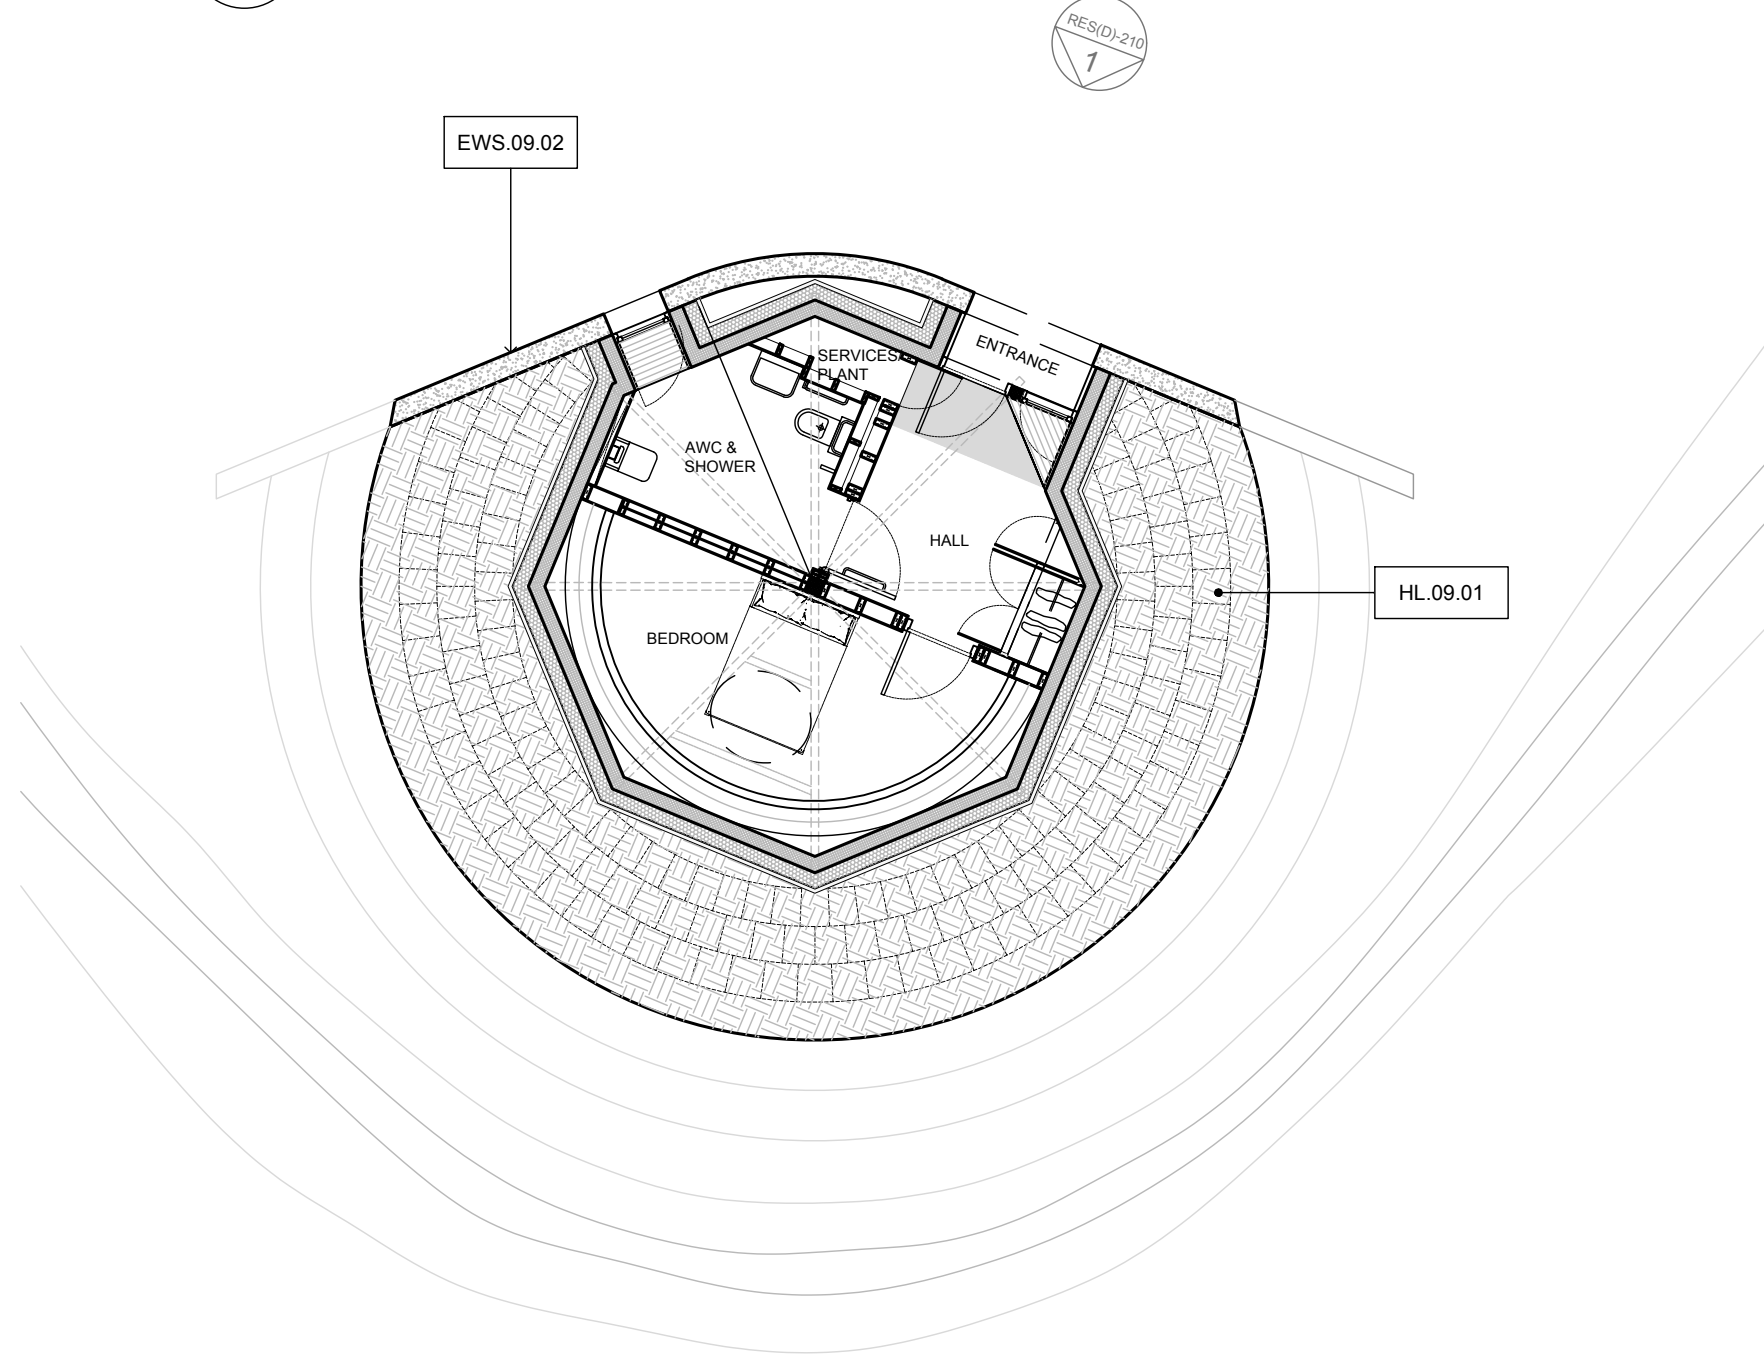 RES(D)-210
1
EWS.09.02
ENTRANCE
SERVICES/
PLANT
AWC &
SHOWER
HALL
HL.09.01
BEDROOM